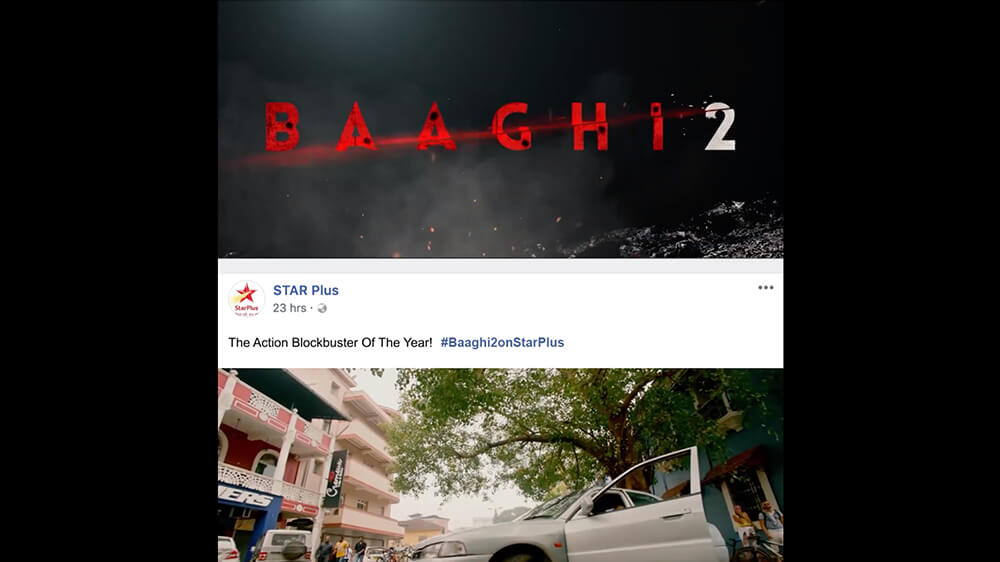 BAAGHI 2
STAR Plus
StarPlus
23 hrs ·
The Action Blockbuster Of The Year! #Baaghi2onStarPlus